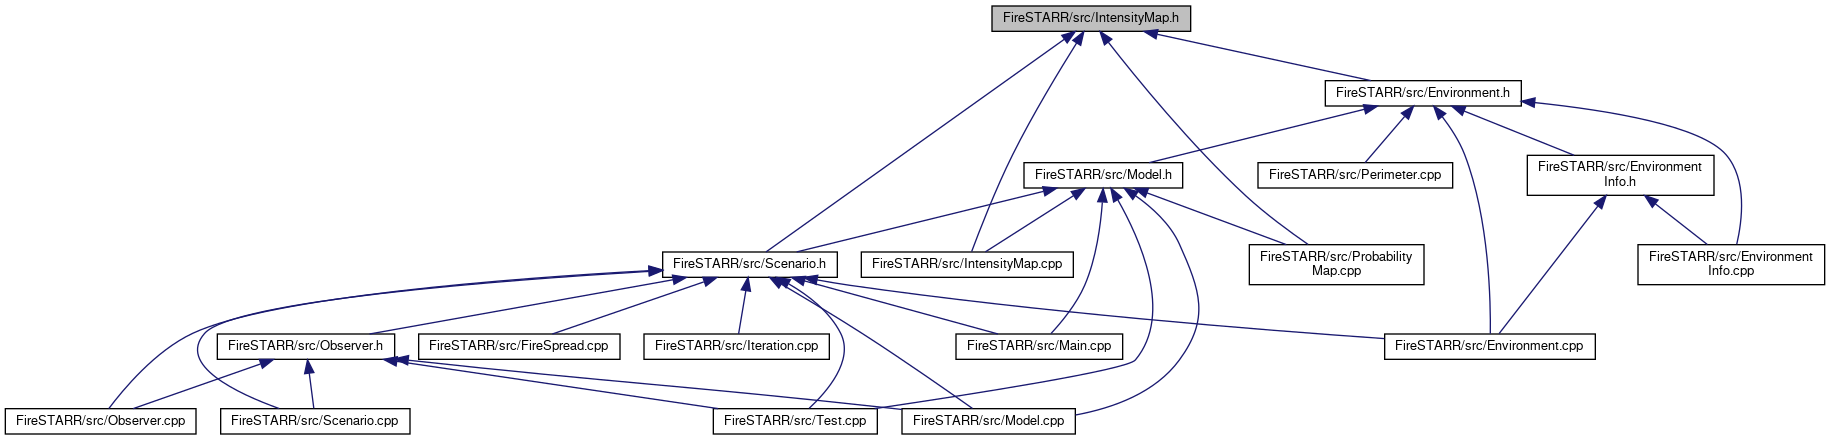 FireSTARR/src/IntensityMap.h
FireSTARR/src/Environment.h
FireSTARR/src/Model.h
FireSTARR/src/Perimeter.cpp
FireSTARR/src/Environment
Info.h
FireSTARR/src/Scenario.h
FireSTARR/src/IntensityMap.cpp
FireSTARR/src/Probability
Map.cpp
FireSTARR/src/Environment
Info.cpp
FireSTARR/src/Observer.h
FireSTARR/src/FireSpread.cpp
FireSTARR/src/Iteration.cpp
FireSTARR/src/Main.cpp
FireSTARR/src/Environment.cpp
FireSTARR/src/Observer.cpp
FireSTARR/src/Scenario.cpp
FireSTARR/src/Test.cpp
FireSTARR/src/Model.cpp